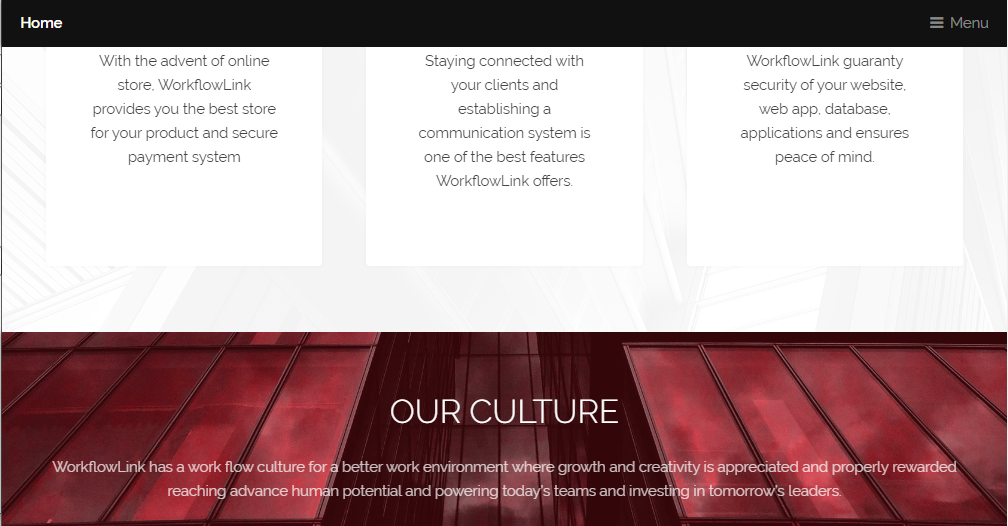 Home
Menu
With the advent of online
store, WorkflowLink
provides you the best store
for your product and secure
payment system
Staying connected with
your clients and
establishing a
communication system is
one of the best features
WorkflowLink offers.
WorkflowLink guaranty
security of your website,
web app, database,
applications and ensures
peace of mind.
OUR CULTURE
WorkflowLink has a work flow culture for a better work environment where growth and creativity is appreciated and properly rewarded
reaching advance human potential and powering today's teams and investing in tomorrow's leaders.